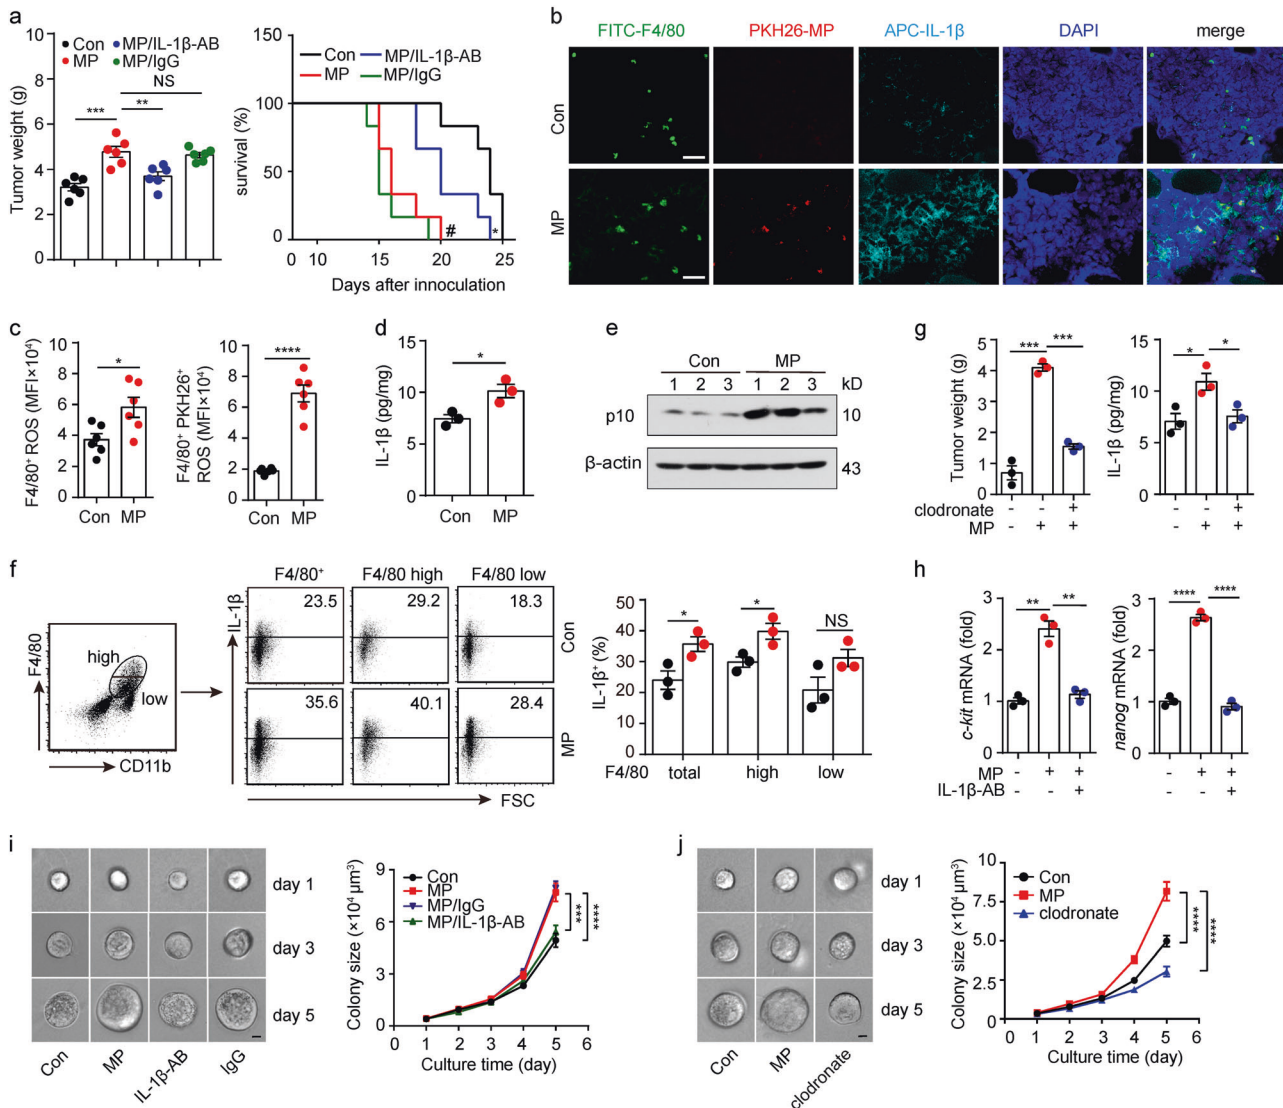 a
Con
MP/IL-1β-AB
MP
MP/IgG
NS
***
**
Tumor weight (g)
10
8
6
4
2
0
MP/IL-1β-AB
Con
MP
MP/IgG
survival (%)
150
100
50
0
#
*
0 10 15 20 25
Days after innoculation
b
FITC-F4/80 PKH26-MP APC-IL-1β DAPI merge
Con
MP
c
F4/80⁺ ROS (MFI×10⁴)
10
8
6
4
2
0
*
Con MP
F4/80⁺ PKH26⁺
ROS (MFI×10⁴)
10
8
6
4
2
0
****
Con MP
d
IL-1β (pg/mg)
15
10
5
0
*
Con MP
e
Con MP
1 2 3 1 2 3 kD
p10 10
β-actin 43
g
Tumor weight (g)
5
4
3
2
1
0
*** ***
clodronate - - +
MP - + +
IL-1β (pg/mg)
15
10
5
0
* *
- - +
- + +
f
F4/80
high
low
CD11b
F4/80⁺ F4/80 high F4/80 low
IL-1β
23.5 29.2 18.3
Con
35.6 40.1 28.4
MP
FSC
IL-1β⁺ (%)
50
40
30
20
10
0
* * NS
F4/80 total high low
h
c-kit mRNA (fold)
3
2
1
0
** **
MP - + +
IL-1β-AB - - +
nanog mRNA (fold)
3
2
1
0
**** ****
- + +
- - +
i
day 1
day 3
day 5
Con MP IL-1β-AB IgG
Colony size (×10⁴ μm³)
9
6
3
0
Con
MP
MP/IgG
MP/IL-1β-AB
***
****
0 1 2 3 4 5 6
Culture time (day)
j
day 1
day 3
day 5
Con MP clodronate
Colony size (×10⁴ μm³)
10
7.5
5.0
2.5
0
Con
MP
clodronate
****
*****
0 1 2 3 4 5 6
Culture time (day)